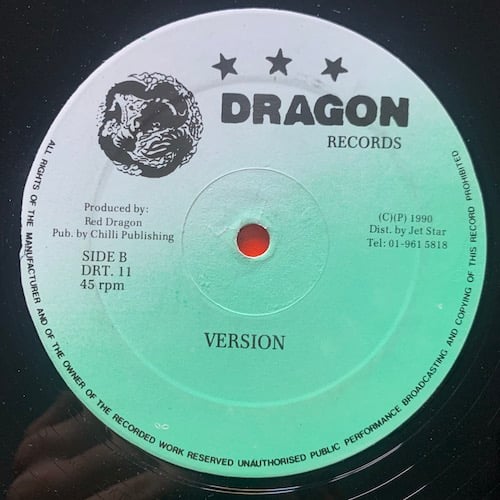 DRAGON
RECORDS
Produced by:
Red Dragon
Pub. by Chilli Publishing
SIDE B
DRT. 11
45 rpm
(C)(P) 1990
Dist. by Jet Star
Tel: 01-961 5818
VERSION
ALL RIGHTS OF THE MANUFACTURER AND OF THE OWNER OF THE RECORDED WORK RESERVED UNAUTHORISED PUBLIC PERFORMANCE BROADCASTING AND COPYING OF THIS RECORD PROHIBITED